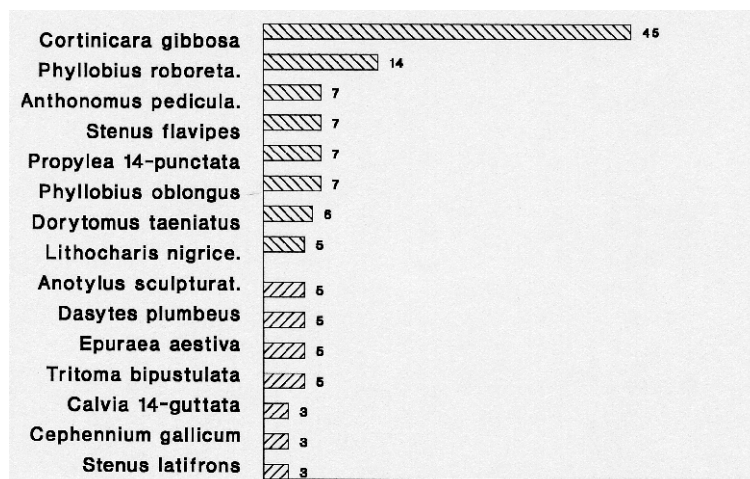 Cortinicara gibbosa 45
Phyllobius roboreta. 14
Anthonomus pedicula. 7
Stenus flavipes 7
Propylea 14-punctata 7
Phyllobius oblongus 7
Dorytomus taeniatus 6
Lithocharis nigrice. 5
Anotylus sculpturat. 5
Dasytes plumbeus 5
Epuraea aestiva 5
Tritoma bipustulata 5
Calvia 14-guttata 3
Cephennium gallicum 3
Stenus latifrons 3